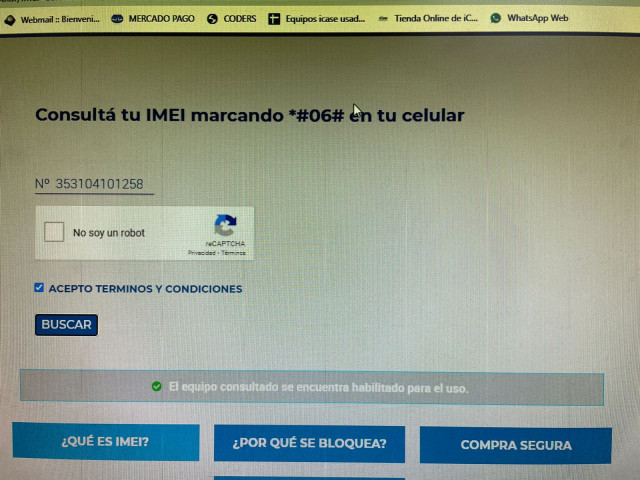 Webmail :: Bienveni... MERCADO PAGO CODERS Equipos icase usad... Tienda Online de iC... WhatsApp Web
Consultá tu IMEI marcando *#06# en tu celular
Nº 353104101258
No soy un robot
reCAPTCHA
Privacidad - Términos
ACEPTO TERMINOS Y CONDICIONES
BUSCAR
El equipo consultado se encuentra habilitado para el uso.
¿QUÉ ES IMEI? ¿POR QUÉ SE BLOQUEA? COMPRA SEGURA